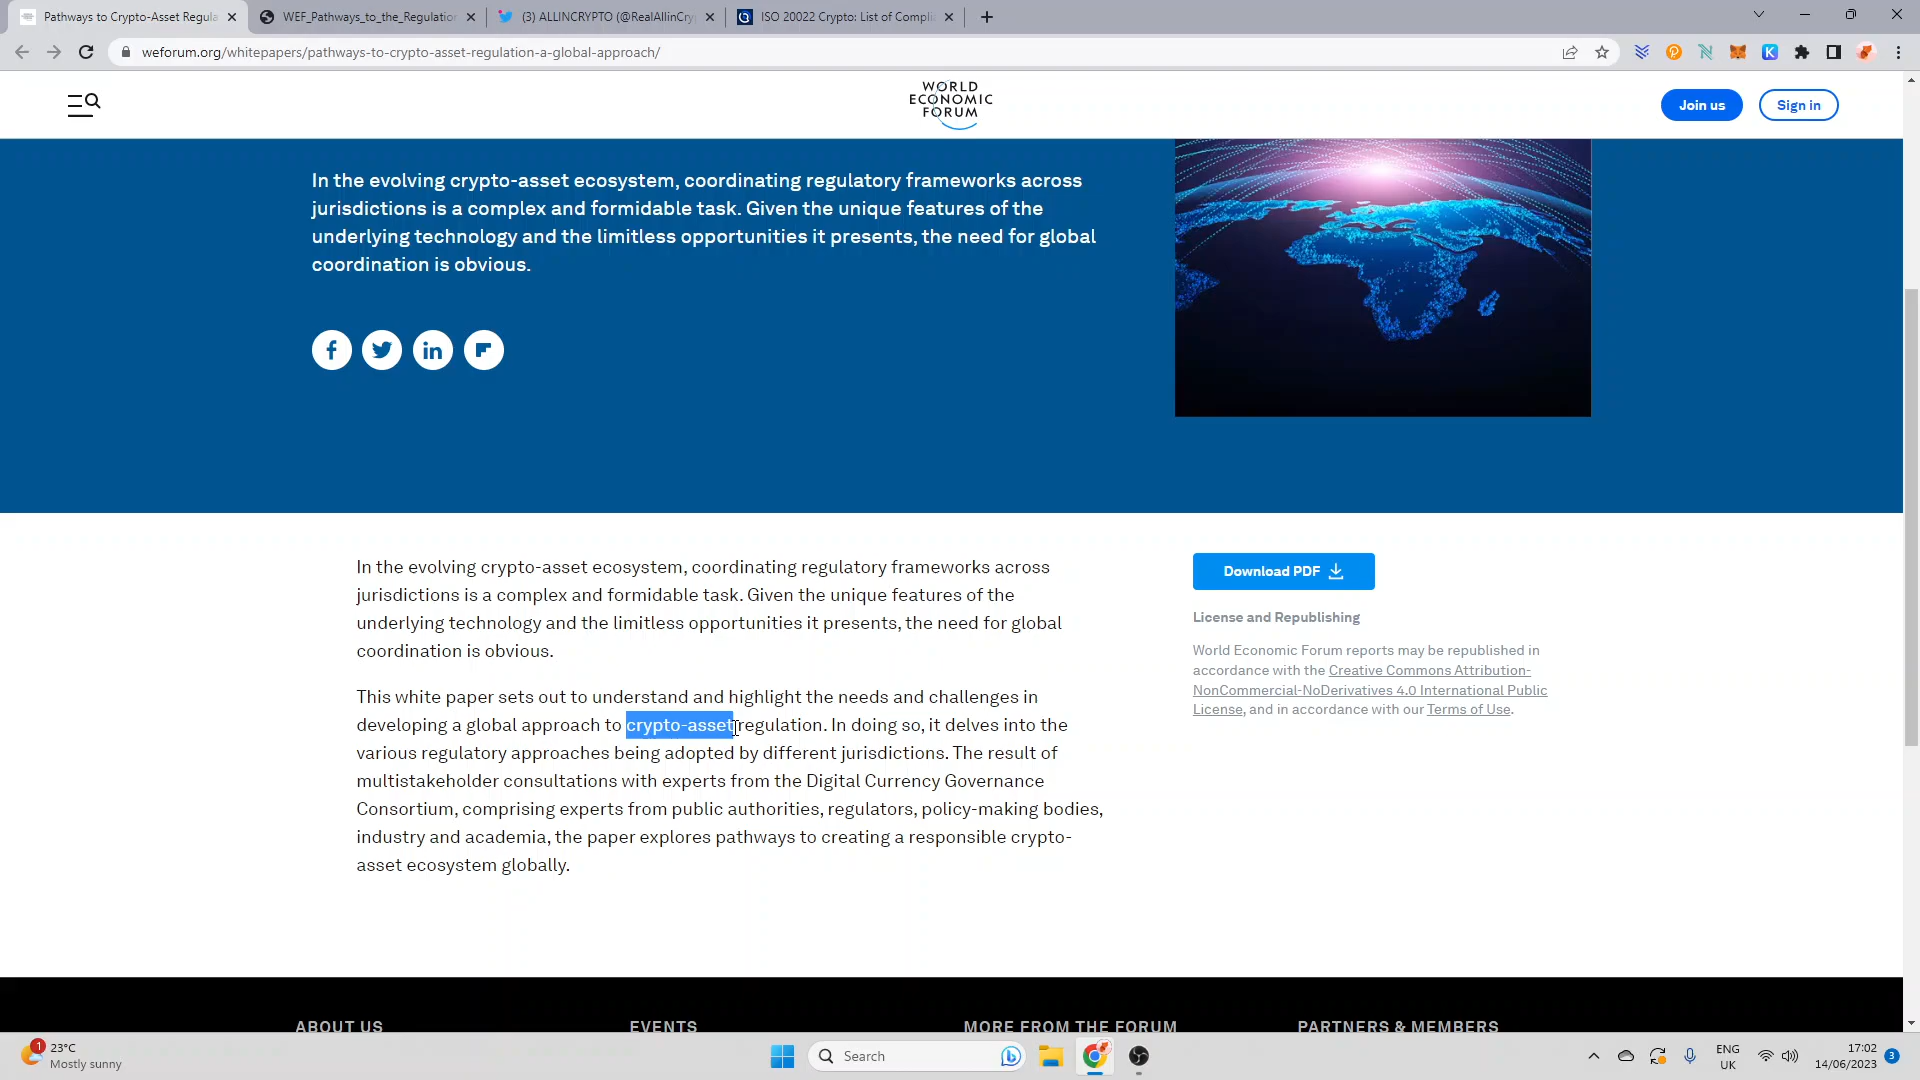 Pathways to Crypto-Asset Regula
WEF_Pathways_to_the_Regulation
(3) ALLINCRYPTO (@RealAllinCry
ISO 20022 Crypto: List of Compli
weforum.org/whitepapers/pathways-to-crypto-asset-regulation-a-global-approach/
WORLD
ECONOMIC
FORUM
Join us
Sign in
In the evolving crypto-asset ecosystem, coordinating regulatory frameworks across
jurisdictions is a complex and formidable task. Given the unique features of the
underlying technology and the limitless opportunities it presents, the need for global
coordination is obvious.
In the evolving crypto-asset ecosystem, coordinating regulatory frameworks across
jurisdictions is a complex and formidable task. Given the unique features of the
underlying technology and the limitless opportunities it presents, the need for global
coordination is obvious.
This white paper sets out to understand and highlight the needs and challenges in
developing a global approach to crypto-asset regulation. In doing so, it delves into the
various regulatory approaches being adopted by different jurisdictions. The result of
multistakeholder consultations with experts from the Digital Currency Governance
Consortium, comprising experts from public authorities, regulators, policy-making bodies,
industry and academia, the paper explores pathways to creating a responsible crypto-
asset ecosystem globally.
Download PDF
License and Republishing
World Economic Forum reports may be republished in
accordance with the Creative Commons Attribution-
NonCommercial-NoDerivatives 4.0 International Public
License, and in accordance with our Terms of Use.
ABOUT US
EVENTS
MORE FROM THE FORUM
PARTNERS & MEMBERS
1
23°C
Mostly sunny
Search
ENG
UK
17:02
14/06/2023
3